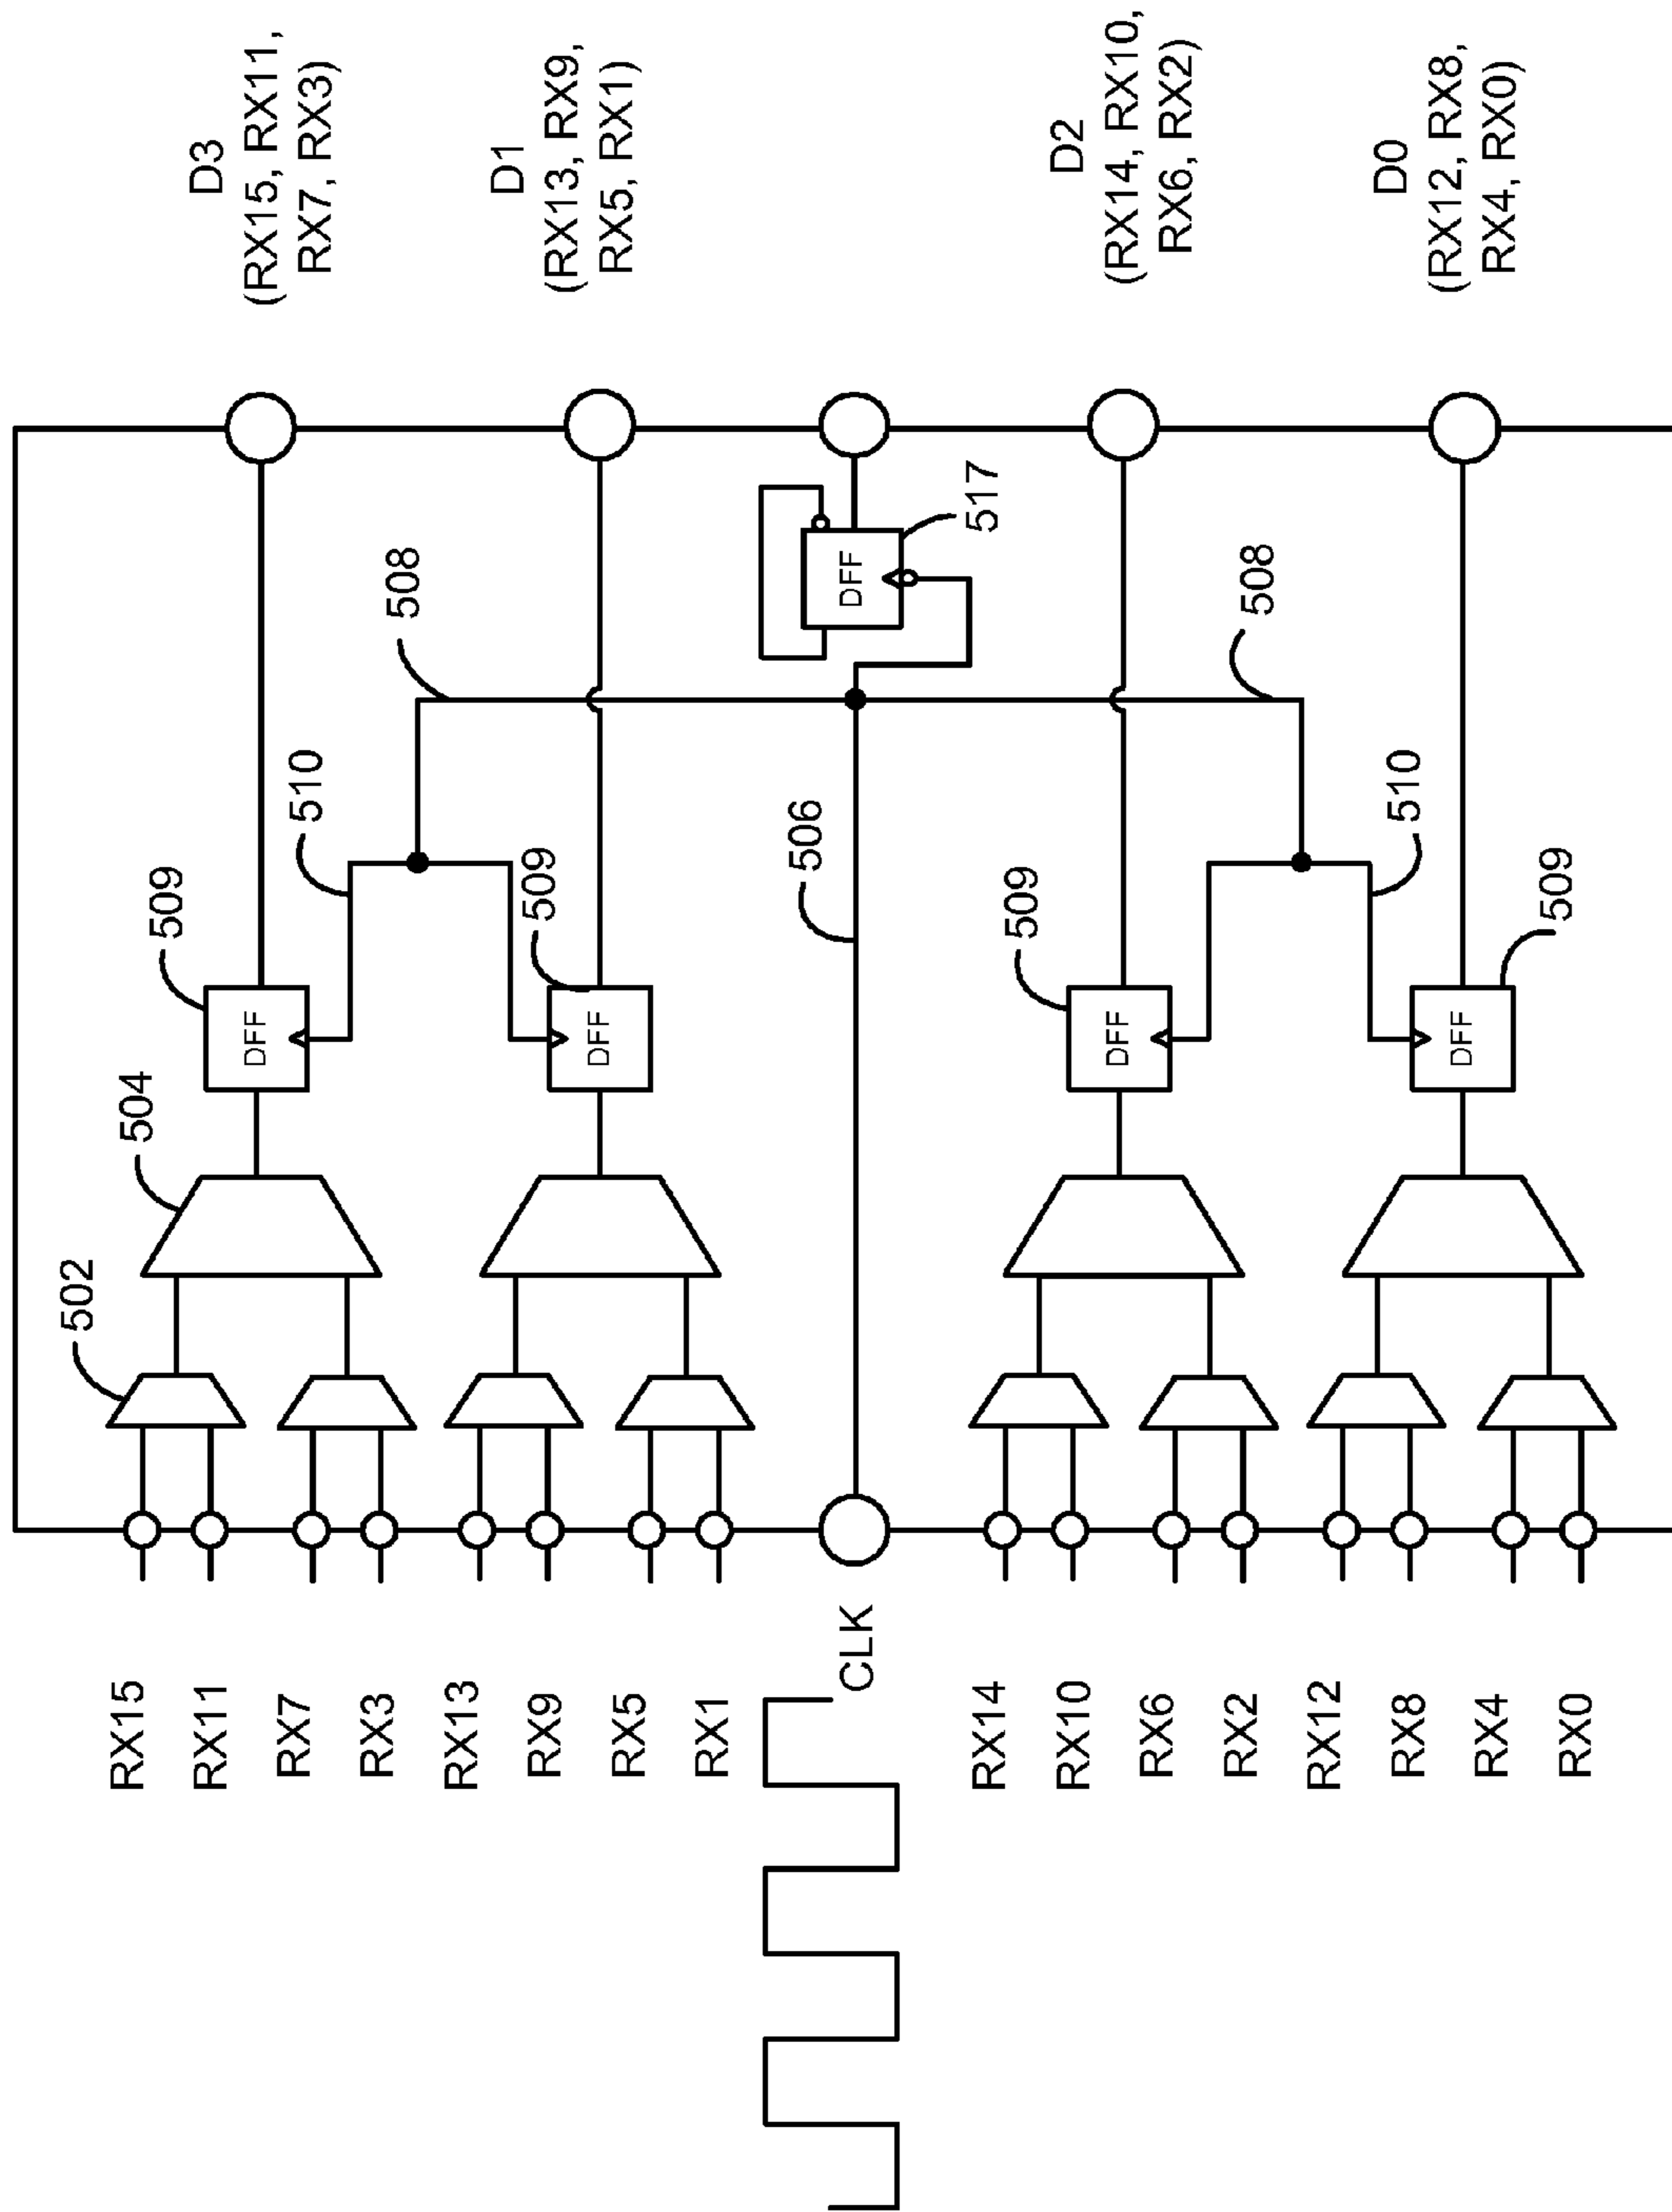 RX15
RX11
RX7
RX3
RX13
RX9
RX5
RX1
CLK
RX14
RX10
RX6
RX2
RX12
RX8
RX4
RX0
502
504
509
DFF
510
508
509
DFF
506
DFF
517
509
DFF
508
510
DFF
509
D3
(RX15, RX11,
RX7, RX3)
D1
(RX13, RX9,
RX5, RX1)
D2
(RX14, RX10,
RX6, RX2)
D0
(RX12, RX8,
RX4, RX0)